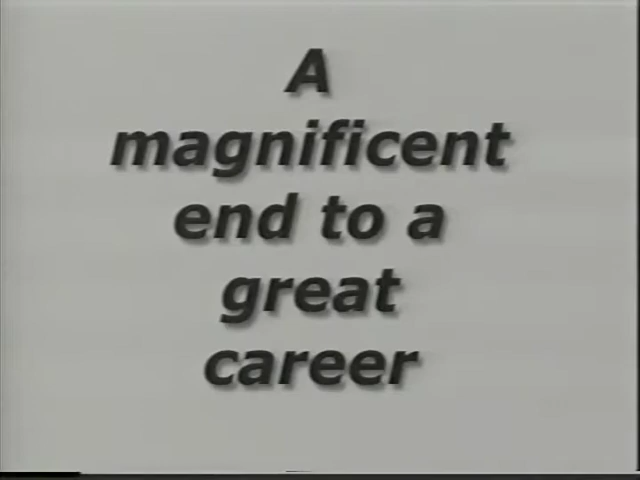 A
magnificent
end to a
great
career